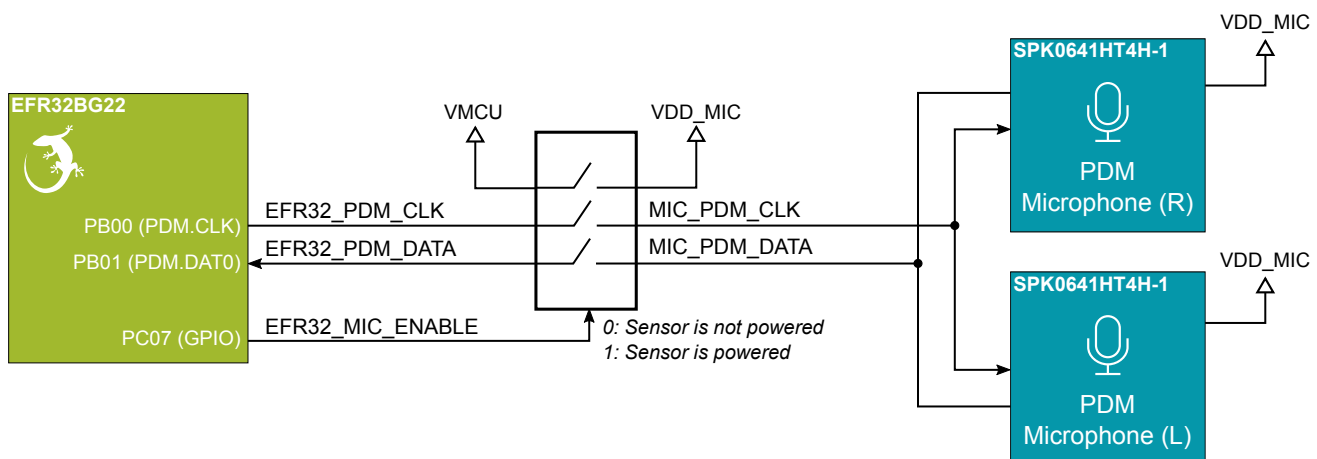 EFR32BG22
PB00 (PDM.CLK)
PB01 (PDM.DAT0)
PC07 (GPIO)
EFR32_PDM_CLK
EFR32_PDM_DATA
EFR32_MIC_ENABLE
VMCU
VDD_MIC
0: Sensor is not powered
1: Sensor is powered
MIC_PDM_CLK
MIC_PDM_DATA
VDD_MIC
SPK0641HT4H-1
PDM
Microphone (R)
VDD_MIC
SPK0641HT4H-1
PDM
Microphone (L)